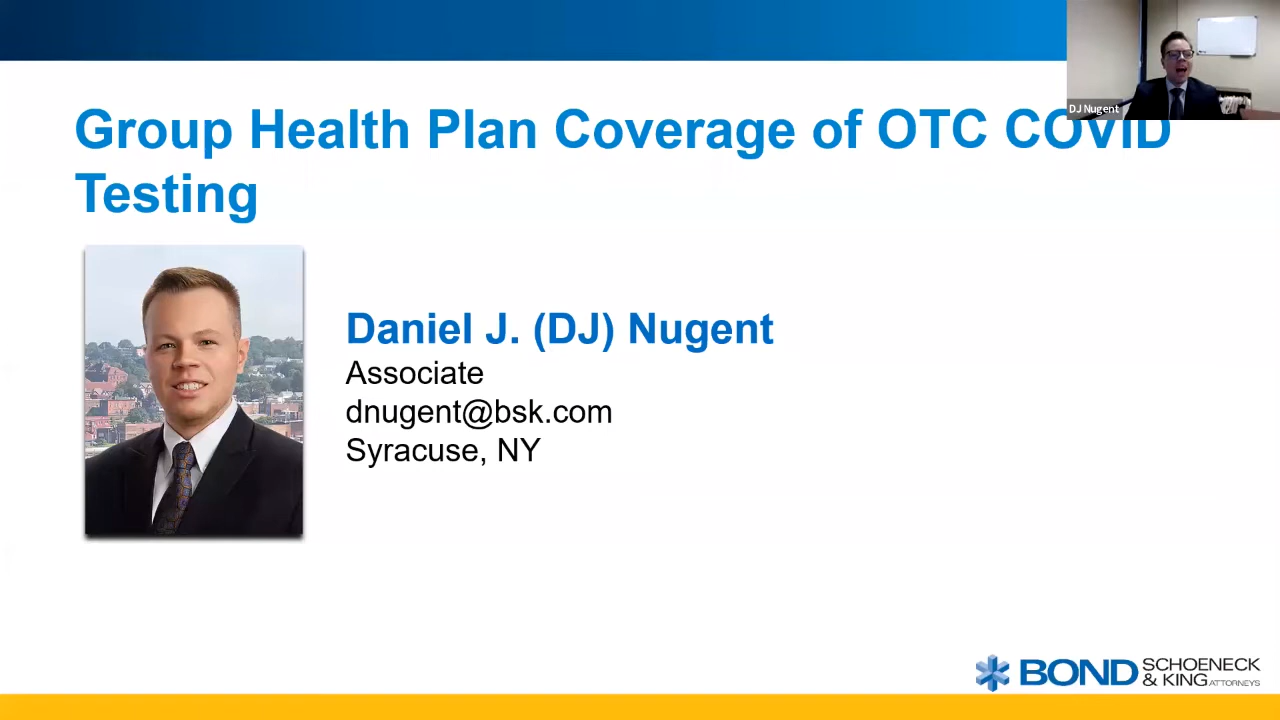 DJ Nugent
Group Health Plan Coverage of OTC COVID
Testing
Daniel J. (DJ) Nugent
Associate
dnugent@bsk.com
Syracuse, NY
BOND SCHOENECK
& KING ATTORNEYS